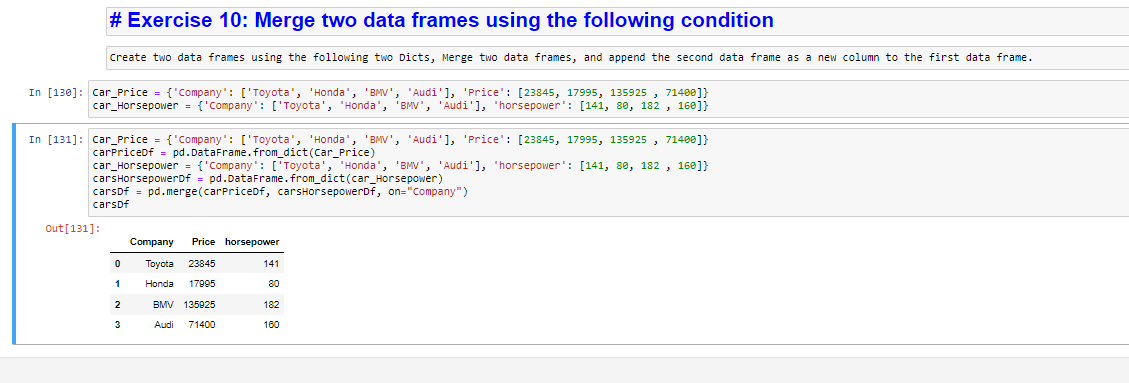 # Exercise 10: Merge two data frames using the following condition
Create two data frames using the following two Dicts, Merge two data frames, and append the second data frame as a new column to the first data frame.
In [130]: Car_Price = {'Company': ['Toyota', 'Honda', 'BMV', 'Audi'], 'Price': [23845, 17995, 135925 , 71400]}
car_Horsepower = {'Company': ['Toyota', 'Honda', 'BMV', 'Audi'], 'horsepower': [141, 80, 182 , 160]}
In [131]: Car_Price = {'Company': ['Toyota', 'Honda', 'BMV', 'Audi'], 'Price': [23845, 17995, 135925 , 71400]}
carPriceDf = pd.DataFrame.from_dict(Car_Price)
car_Horsepower = {'Company': ['Toyota', 'Honda', 'BMV', 'Audi'], 'horsepower': [141, 80, 182 , 160]}
carsHorsepowerDf = pd.DataFrame.from_dict(car_Horsepower)
carsDf = pd.merge(carPriceDf, carsHorsepowerDf, on="Company")
carsDf
Out[131]:
Company Price horsepower
0 Toyota 23845 141
1 Honda 17995 80
2 BMV 135925 182
3 Audi 71400 160